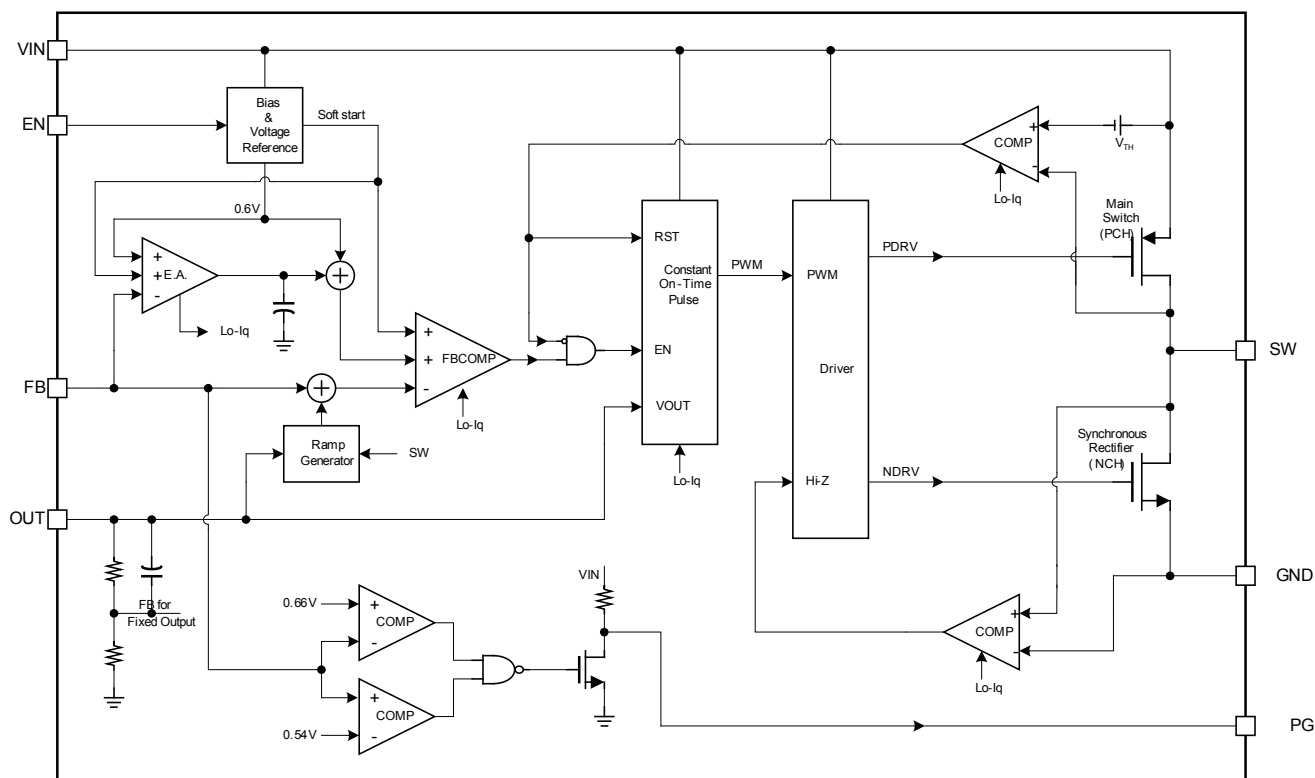 VIN
EN
Bias
&
Voltage
Reference
Soft start
0.6V
+
+
E.A.
-
Lo-Iq
+
+
+
-
FBCOMP
Lo-Iq
FB
+
Ramp
Generator
SW
OUT
FB for
Fixed Output
RST
Constant
On-Time
Pulse
EN
VOUT
Lo-Iq
PWM
PWM
Driver
Hi-Z
PDRV
NDRV
+
COMP
-
Lo-Iq
VTH
Main
Switch
(PCH)
SW
Synchronous
Rectifier
(NCH)
GND
+
COMP
-
Lo-Iq
0.66V
+
COMP
-
+
COMP
-
0.54V
VIN
PG